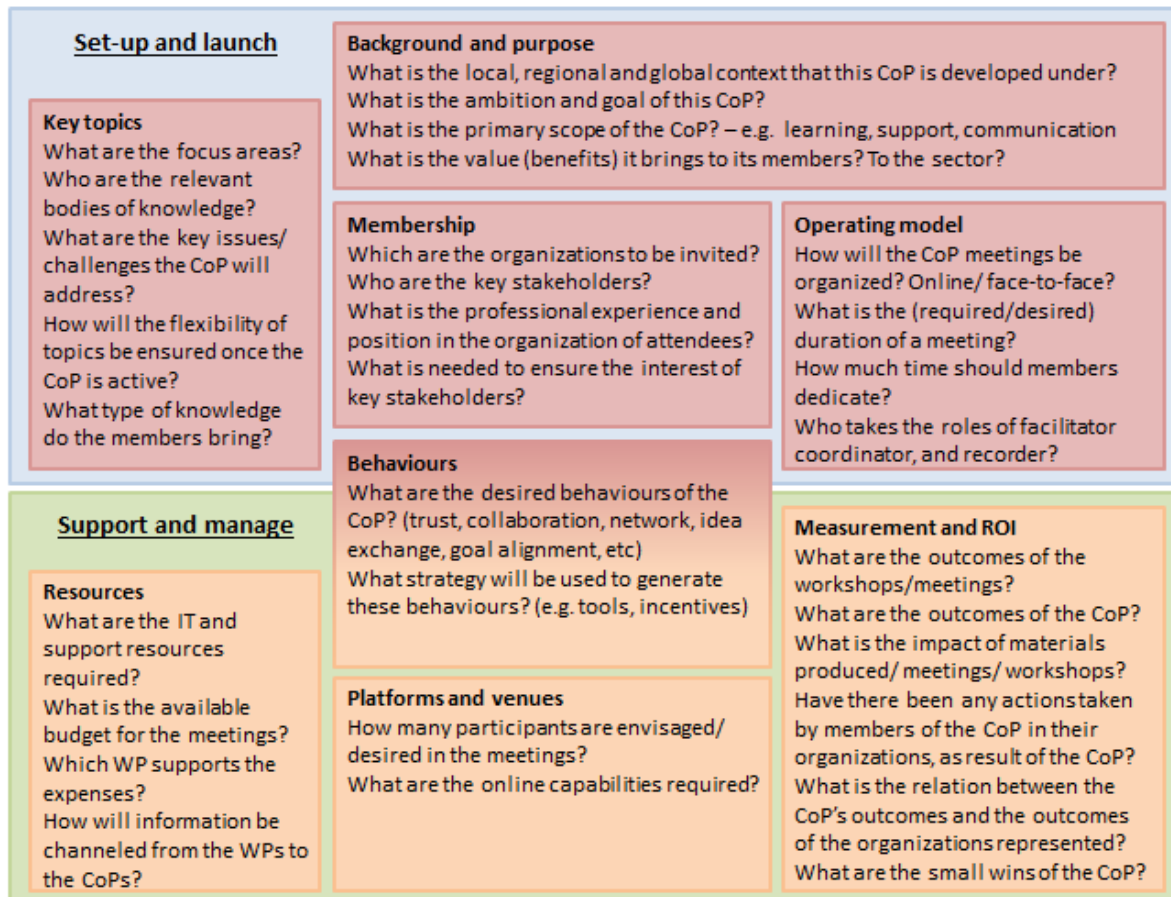 Set-up and launch
Key topics
What are the focus areas?
Who are the relevant
bodies of knowledge?
What are the key issues/
challenges the CoP will
address?
How will the flexibility of
topics be ensured once the
CoP is active?
What type of knowledge
do the members bring?
Background and purpose
What is the local, regional and global context that this CoP is developed under?
What is the ambition and goal of this CoP?
What is the primary scope of the CoP? – e.g. learning, support, communication
What is the value (benefits) it brings to its members? To the sector?
Membership
Which are the organizations to be invited?
Who are the key stakeholders?
What is the professional experience and
position in the organization of attendees?
What is needed to ensure the interest of
key stakeholders?
Operating model
How will the CoP meetings be
organized? Online/ face-to-face?
What is the (required/desired)
duration of a meeting?
How much time should members
dedicate?
Who takes the roles of facilitator
coordinator, and recorder?
Behaviours
What are the desired behaviours of the
CoP? (trust, collaboration, network, idea
exchange, goal alignment, etc)
What strategy will be used to generate
these behaviours? (e.g. tools, incentives)
Support and manage
Resources
What are the IT and
support resources
required?
What is the available
budget for the meetings?
Which WP supports the
expenses?
How will information be
channeled from the WPs to
the CoPs?
Platforms and venues
How many participants are envisaged/
desired in the meetings?
What are the online capabilities required?
Measurement and ROI
What are the outcomes of the
workshops/meetings?
What are the outcomes of the CoP?
What is the impact of materials
produced/ meetings/ workshops?
Have there been any actions taken
by members of the CoP in their
organizations, as result of the CoP?
What is the relation between the
CoP’s outcomes and the outcomes
of the organizations represented?
What are the small wins of the CoP?